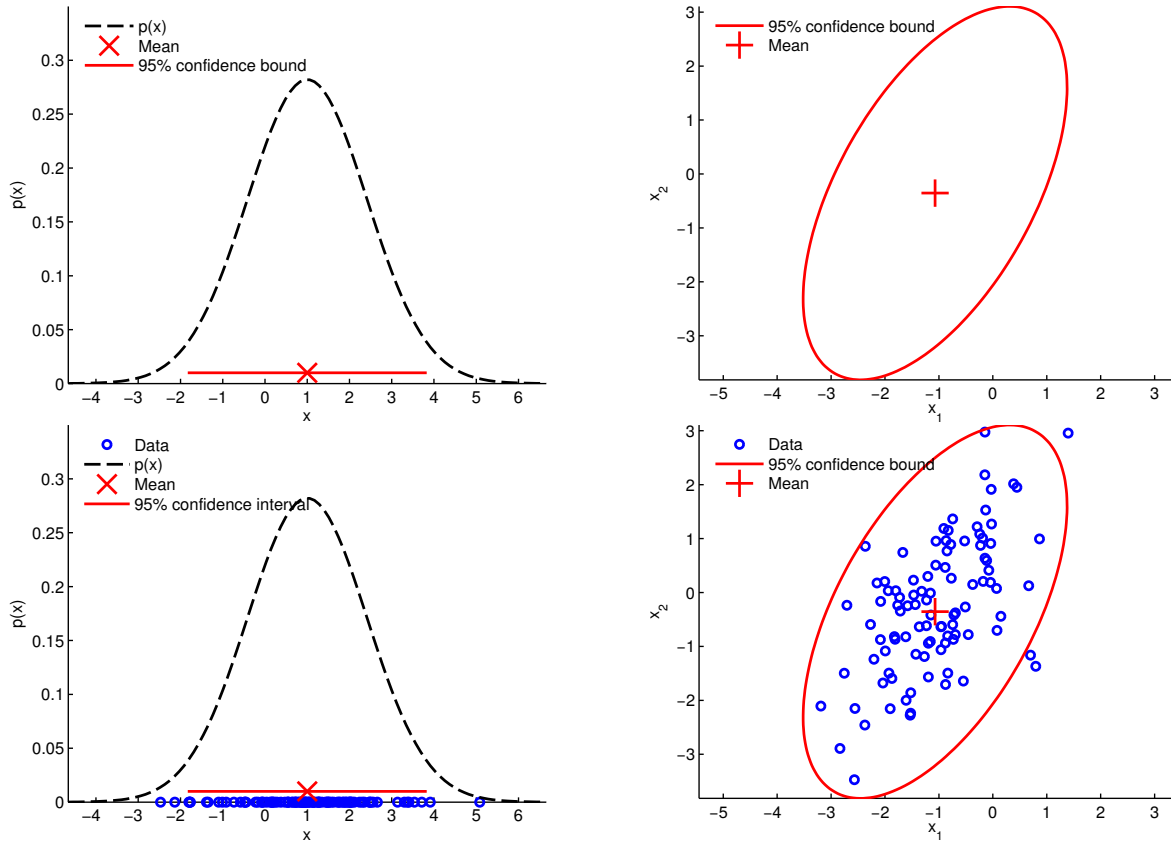 p(x)
Mean
95% confidence bound
0.3
0.25
0.2
0.15
0.1
0.05
0
p(x)
−4 −3 −2 −1 0 1 2 3 4 5 6
x
95% confidence bound
Mean
3
2
1
0
−1
−2
−3
x2
−5 −4 −3 −2 −1 0 1 2 3
x1
Data
p(x)
Mean
95% confidence interval
0.3
0.25
0.2
0.15
0.1
0.05
0
p(x)
−4 −3 −2 −1 0 1 2 3 4 5 6
x
Data
95% confidence bound
Mean
3
2
1
0
−1
−2
−3
x2
−5 −4 −3 −2 −1 0 1 2 3
x1